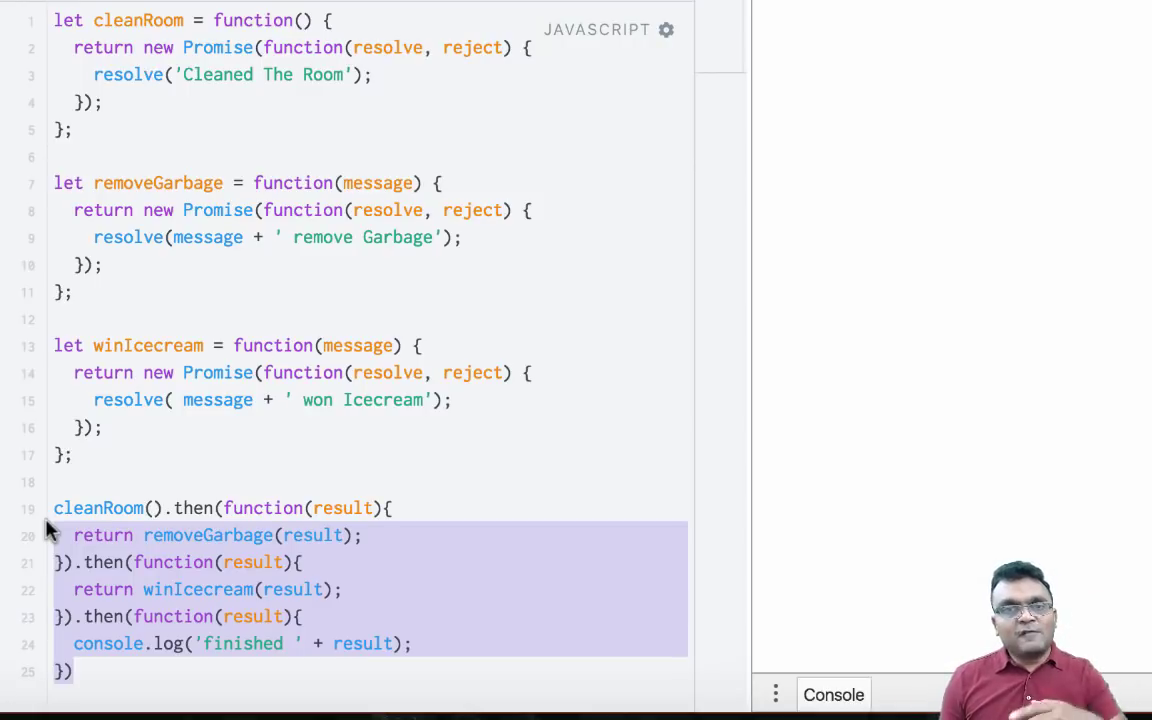 JAVASCRIPT
1 let cleanRoom = function() {
2 return new Promise(function(resolve, reject) {
3 resolve('Cleaned The Room');
4 });
5 };
6
7 let removeGarbage = function(message) {
8 return new Promise(function(resolve, reject) {
9 resolve(message + ' remove Garbage');
10 });
11 };
12
13 let winIcecream = function(message) {
14 return new Promise(function(resolve, reject) {
15 resolve( message + ' won Icecream');
16 });
17 };
18
19 cleanRoom().then(function(result){
20 return removeGarbage(result);
21 }).then(function(result){
22 return winIcecream(result);
23 }).then(function(result){
24 console.log('finished ' + result);
25 })
Console